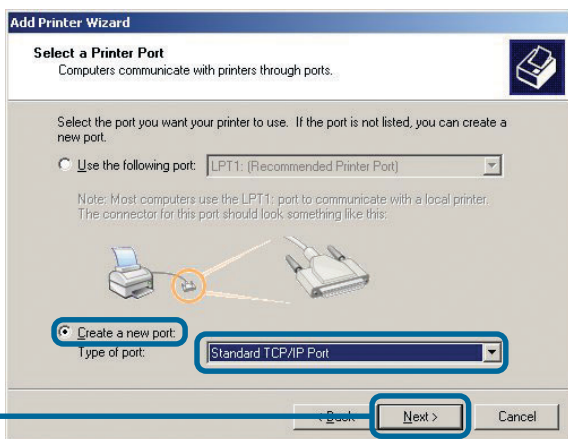 Add Printer Wizard
Select a Printer Port
Computers communicate with printers through ports.
Select the port you want your printer to use. If the port is not listed, you can create a
new port.
Use the following port: LPT1: (Recommended Printer Port)
Note: Most computers use the LPT1: port to communicate with a local printer.
The connector for this port should look something like this:
Create a new port:
Type of port: Standard TCP/IP Port
< Back Next > Cancel